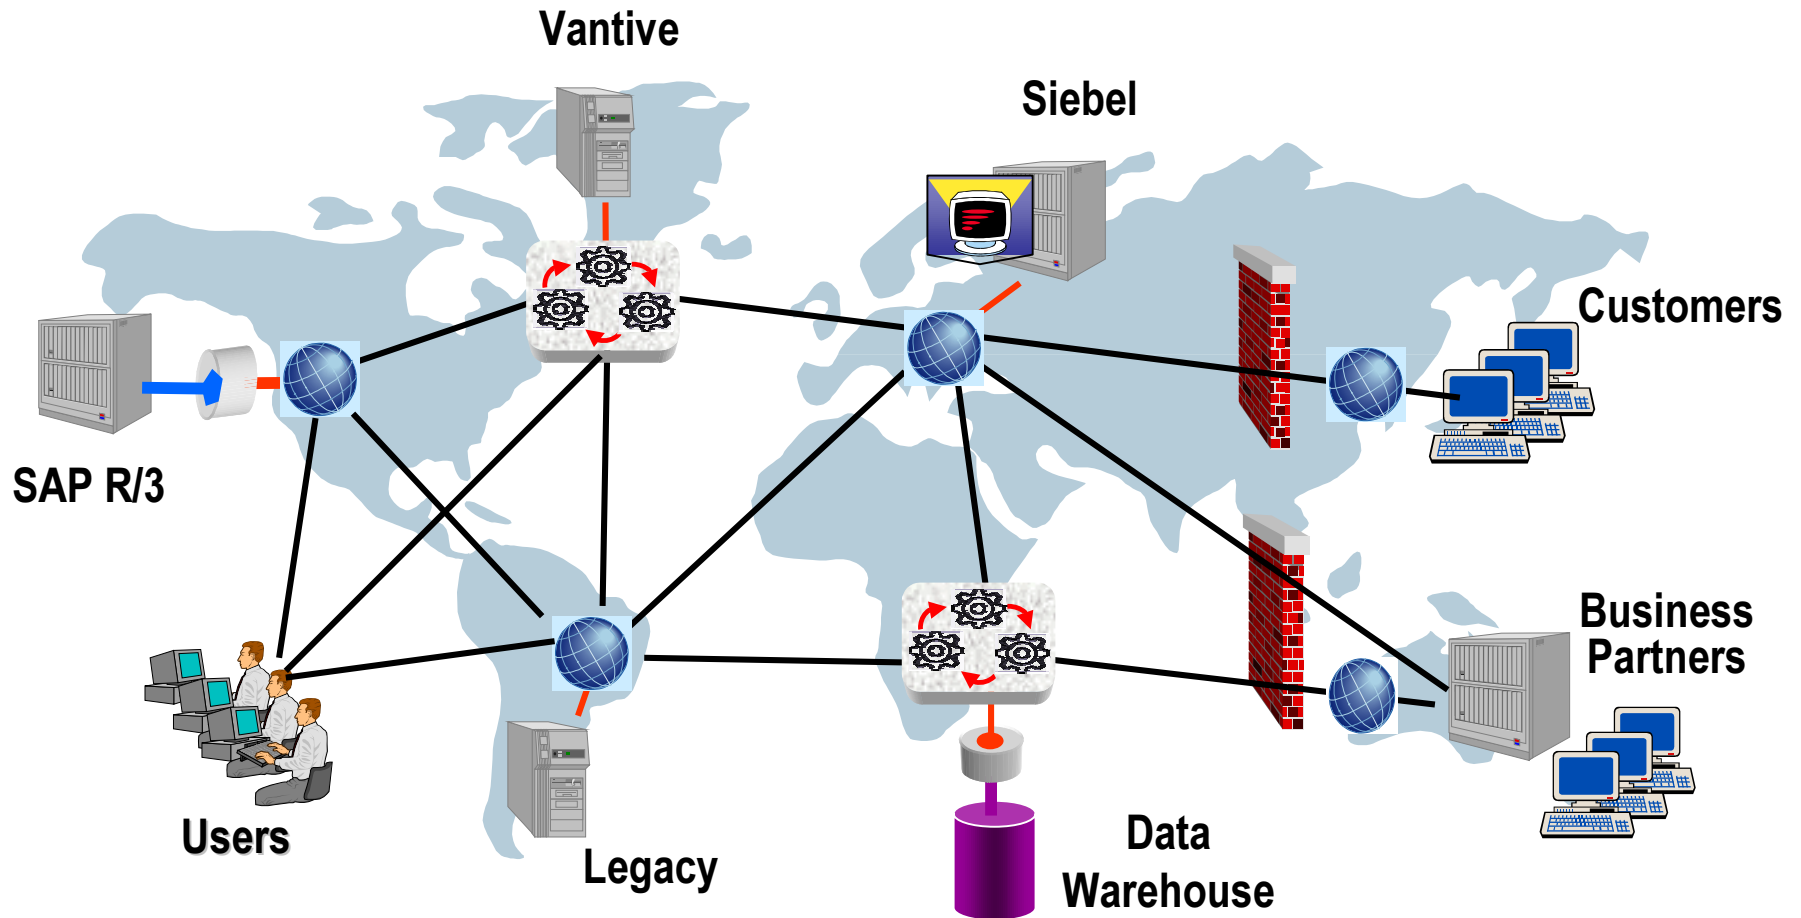 Vantive
Siebel
Customers
SAP R/3
Business
Partners
Users
Legacy
Data
Warehouse